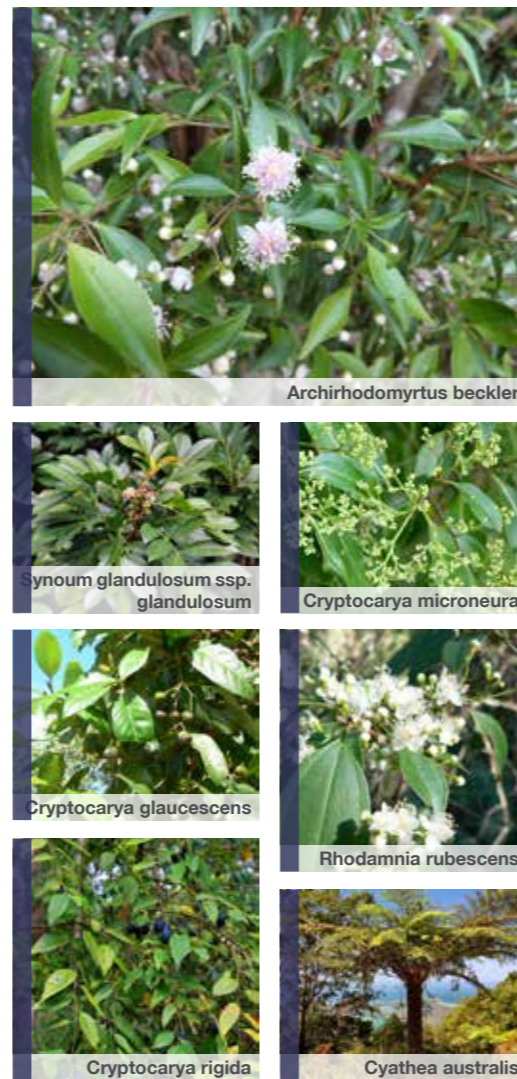 Archirhodomyrtus beckler
Synoum glandulosum ssp.
glandulosum
Cryptocarya microneura
Cryptocarya glaucescens
Rhodamnia rubescens
Cryptocarya rigida
Cyathea australis